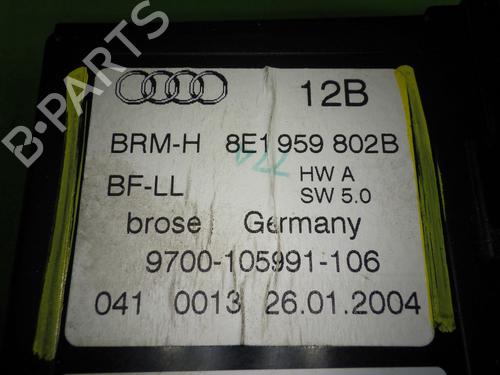 12B
BRM-H 8E1 959 802B
BF-LL HW A
SW 5.0
brose Germany
9700-105991-106
041 0013 26.01.2004
B-PARTS